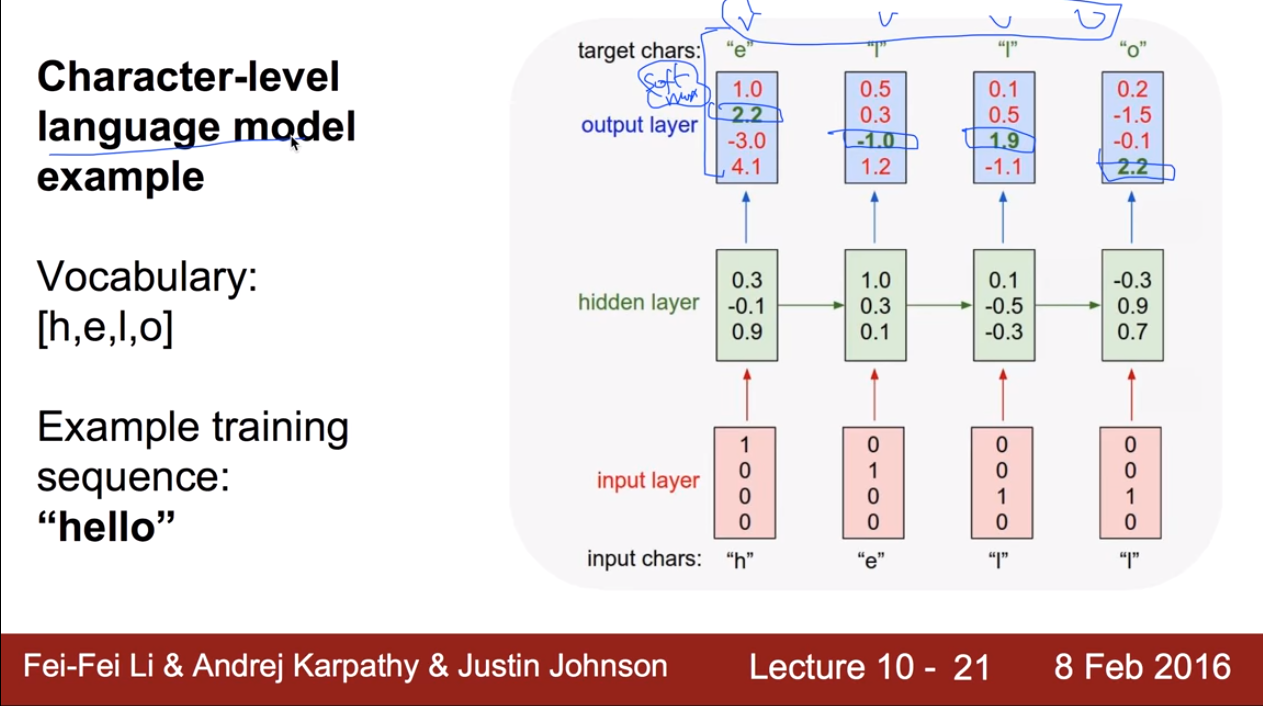 Character-level
language model
example
Vocabulary:
[h,e,l,o]
Example training
sequence:
“hello”
target chars: “e” “l” “l” “o”
soft
max
output layer
1.0 0.5 0.1 0.2
2.2 0.3 0.5 -1.5
-3.0 -1.0 1.9 -0.1
4.1 1.2 -1.1 2.2
hidden layer
0.3 1.0 0.1 -0.3
-0.1 0.3 -0.5 0.9
0.9 0.1 -0.3 0.7
input layer
1 0 0 0
0 1 0 0
0 0 1 1
0 0 0 0
input chars: “h” “e” “l” “l”
Fei-Fei Li & Andrej Karpathy & Justin Johnson Lecture 10 - 21 8 Feb 2016